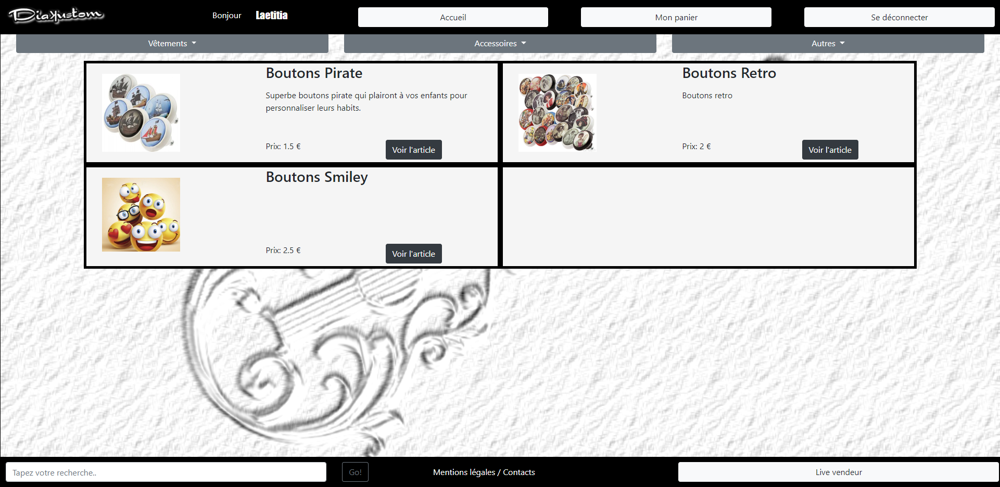 Diakkustom
Bonjour Laetitia
Accueil
Mon panier
Se déconnecter
Vêtements
Accessoires
Autres
Boutons Pirate
Superbe boutons pirate qui plairont à vos enfants pour
personnaliser leurs habits.
Prix: 1.5 €
Voir l'article
Boutons Retro
Boutons retro
Prix: 2 €
Voir l'article
Boutons Smiley
Prix: 2.5 €
Voir l'article
Tapez votre recherche..
Go!
Mentions légales / Contacts
Live vendeur